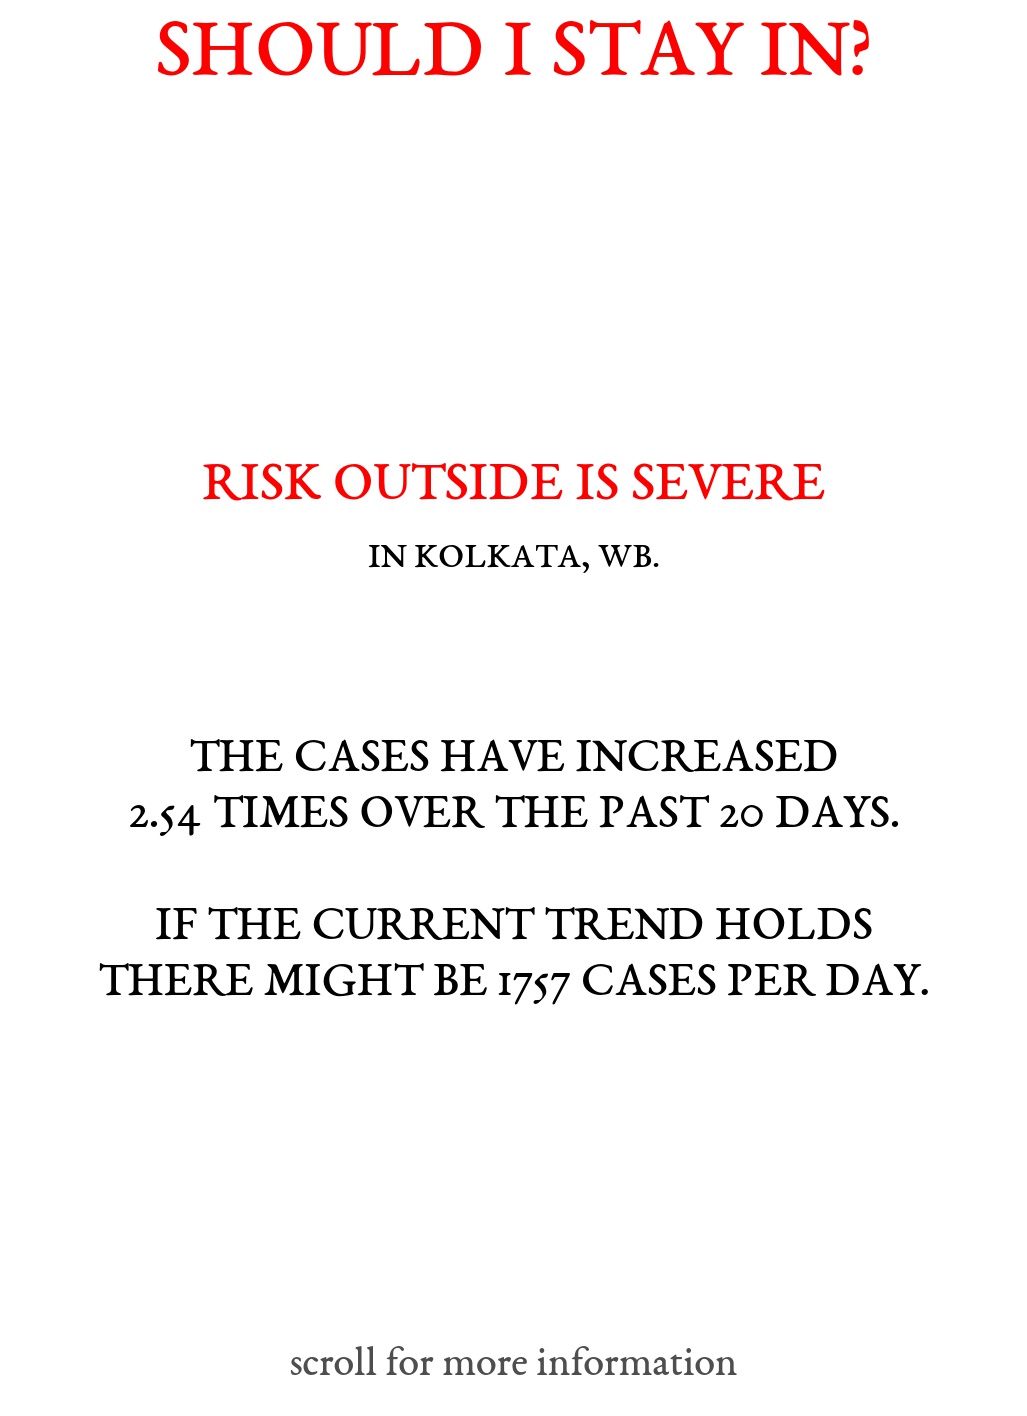 SHOULD I STAY IN?
RISK OUTSIDE IS SEVERE
IN KOLKATA, WB.
THE CASES HAVE INCREASED
2.54 TIMES OVER THE PAST 20 DAYS.
IF THE CURRENT TREND HOLDS
THERE MIGHT BE 1757 CASES PER DAY.
scroll for more information